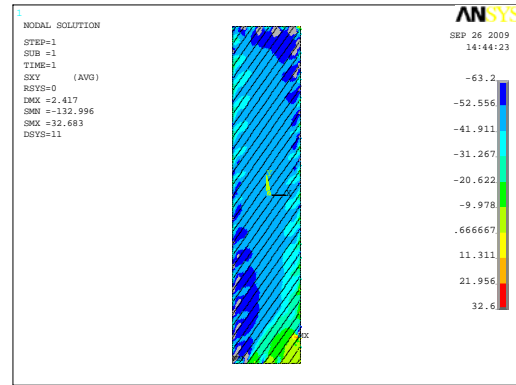 1
NODAL SOLUTION
STEP=1
SUB =1
TIME=1
SXY (AVG)
RSYS=0
DMX =2.417
SMN =-132.996
SMX =32.683
DSYS=11
ANSYS
SEP 26 2009
14:44:23
-63.2
-52.556
-41.911
-31.267
-20.622
-9.978
.666667
11.311
21.956
32.6
MX